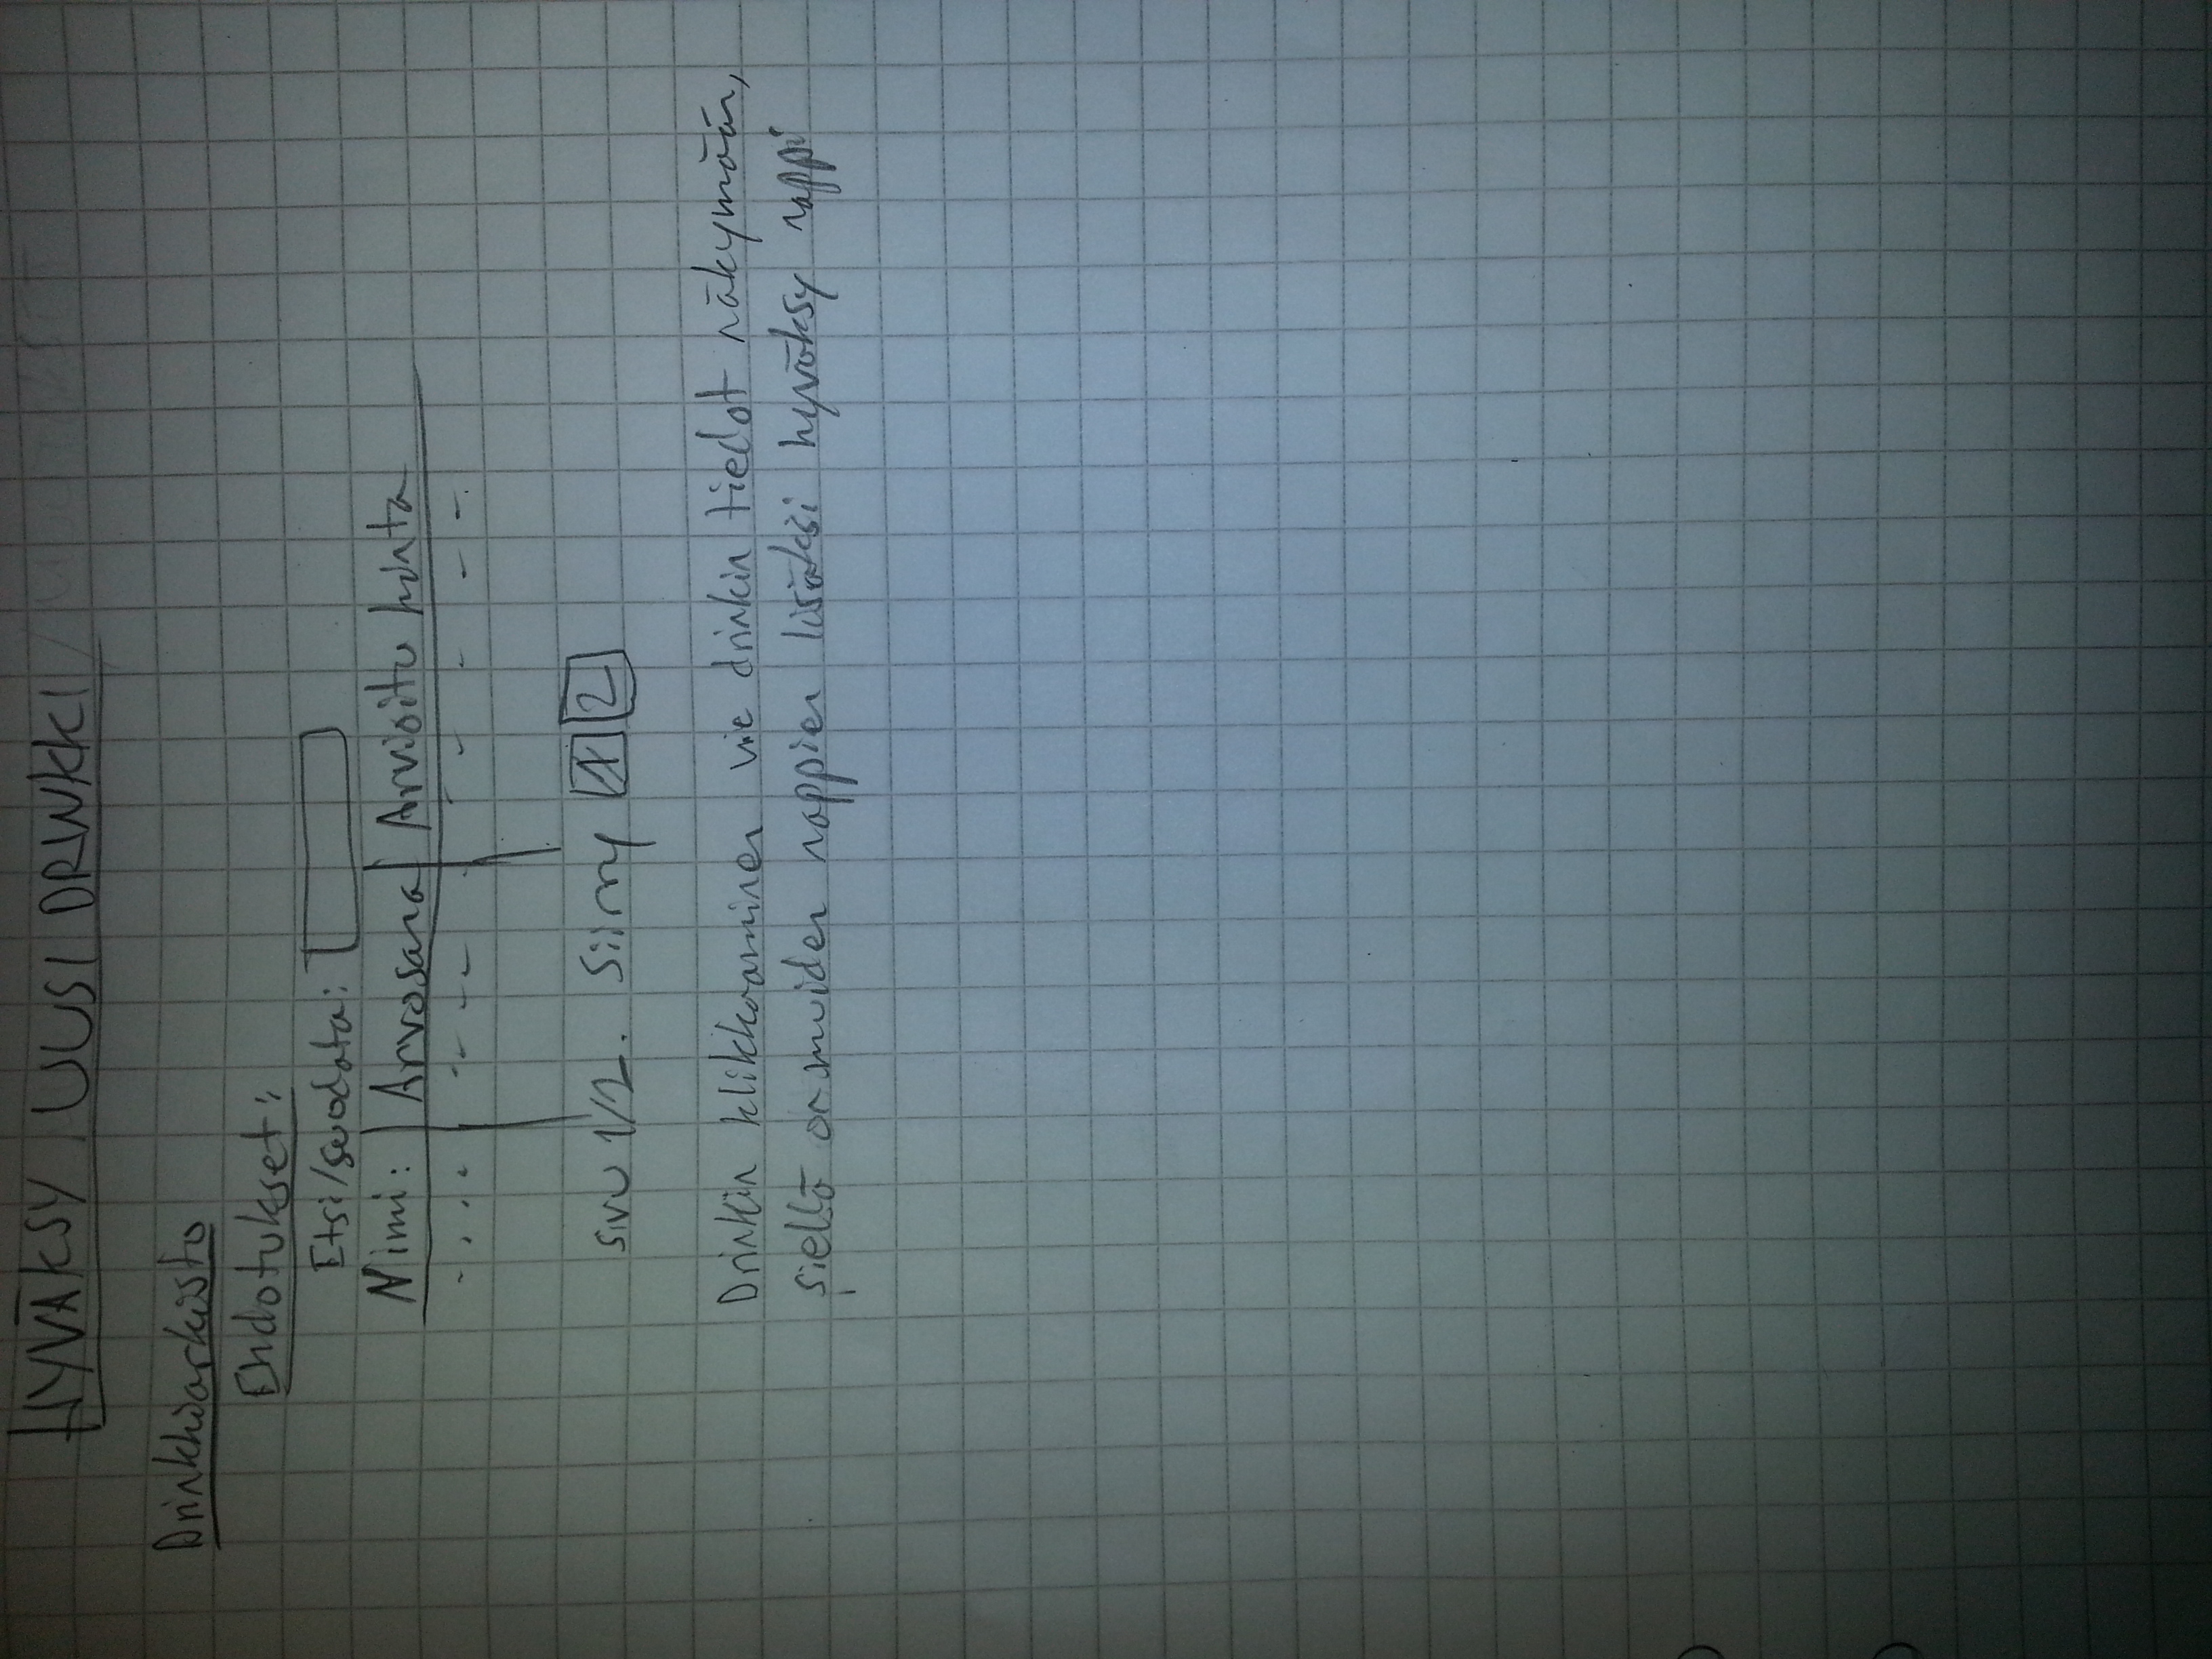 HYVÄKSY UUSI DRINKKI
Drinkkiarkisto
Ehdotukset:
Etsi/suodata:
Nimi: Arvosana Arvioitu hinta
sivu 1/2. Siirry 1 2
Drinkin klikkaaminen vie drinkin tiedot näkymään,
siellä on muiden nappien lisäksi hyväksy nappi